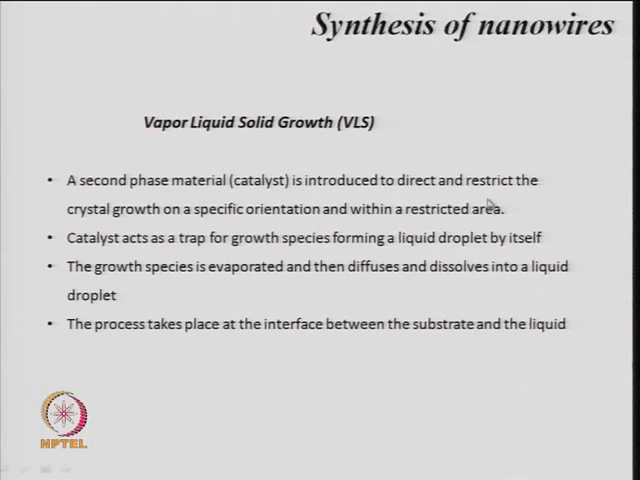 Synthesis of nanowires
Vapor Liquid Solid Growth (VLS)
• A second phase material (catalyst) is introduced to direct and restrict the
crystal growth on a specific orientation and within a restricted area.
• Catalyst acts as a trap for growth species forming a liquid droplet by itself
• The growth species is evaporated and then diffuses and dissolves into a liquid
droplet
• The process takes place at the interface between the substrate and the liquid
NPTEL